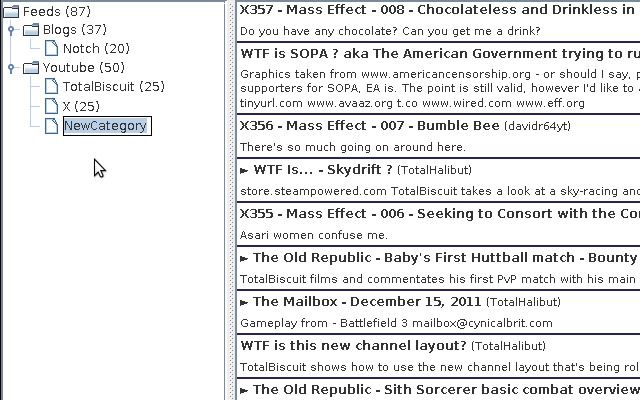 Feeds (87)
Blogs (37)
Notch (20)
Youtube (50)
TotalBiscuit (25)
X (25)
NewCategory
X357 - Mass Effect - 008 - Chocolateless and Drinkless in
Do you have any chocolate? Can you get me a drink?
WTF is SOPA ? aka The American Government trying to ru
Graphics taken from www.americancensorship.org - or should I say, p
supporters for SOPA, EA is. The point is still valid, however I'd like to a
tinyurl.com www.avaaz.org t.co www.wired.com www.eff.org
X356 - Mass Effect - 007 - Bumble Bee (davidr64yt)
There's so much going on around here.
► WTF Is... - Skydrift ? (TotalHalibut)
store.steampowered.com TotalBiscuit takes a look at a sky-racing and
X355 - Mass Effect - 006 - Seeking to Consort with the Co
Asari women confuse me.
► The Old Republic - Baby's First Huttball match - Bounty
TotalBiscuit films and commentates his first PvP match with his main
► The Mailbox - December 15, 2011 (TotalHalibut)
Gameplay from - Battlefield 3 mailbox@cynicalbrit.com
WTF is this new channel layout? (TotalHalibut)
TotalBiscuit shows how to use the new channel layout that's being rol
► The Old Republic - Sith Sorcerer basic combat overview